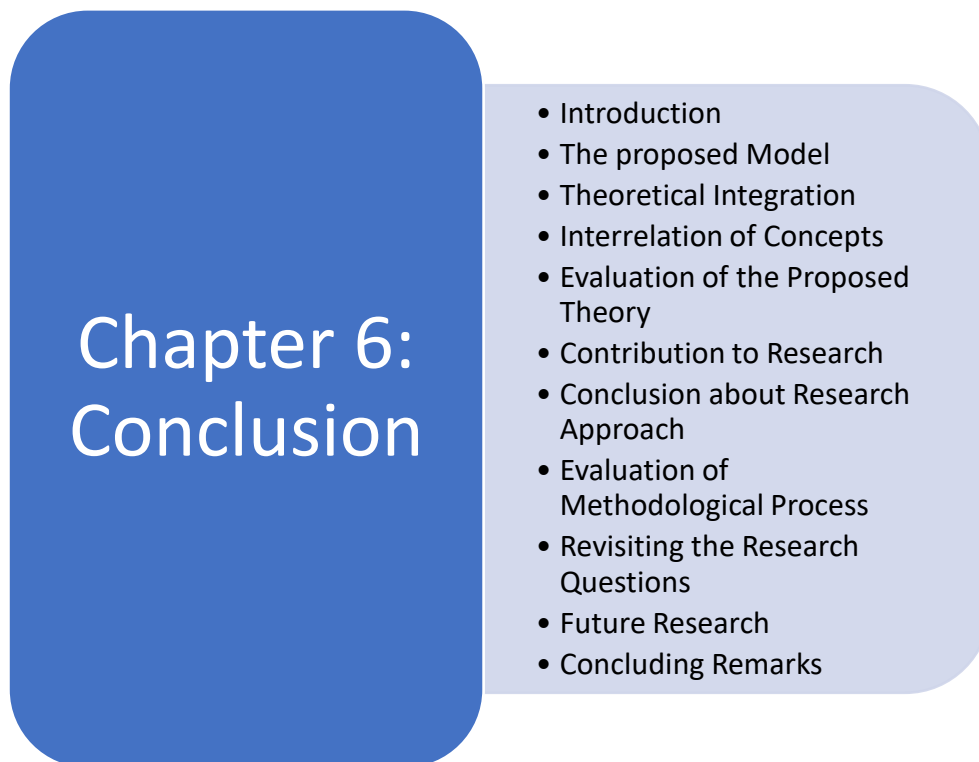 Chapter 6:
Conclusion
• Introduction
• The proposed Model
• Theoretical Integration
• Interrelation of Concepts
• Evaluation of the Proposed
Theory
• Contribution to Research
• Conclusion about Research
Approach
• Evaluation of
Methodological Process
• Revisiting the Research
Questions
• Future Research
• Concluding Remarks